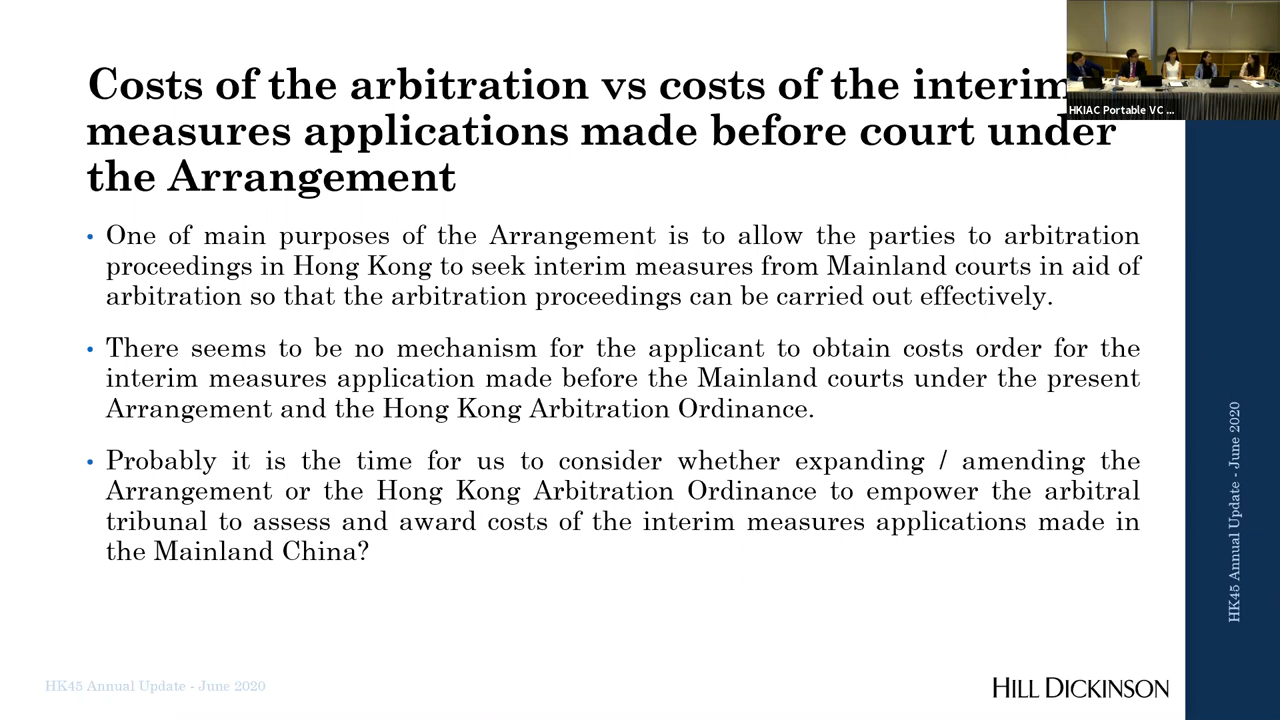 Costs of the arbitration vs costs of the interim
measures applications made before court under
the Arrangement
HKIAC Portable VC ...
• One of main purposes of the Arrangement is to allow the parties to arbitration
proceedings in Hong Kong to seek interim measures from Mainland courts in aid of
arbitration so that the arbitration proceedings can be carried out effectively.
• There seems to be no mechanism for the applicant to obtain costs order for the
interim measures application made before the Mainland courts under the present
Arrangement and the Hong Kong Arbitration Ordinance.
• Probably it is the time for us to consider whether expanding / amending the
Arrangement or the Hong Kong Arbitration Ordinance to empower the arbitral
tribunal to assess and award costs of the interim measures applications made in
the Mainland China?
HK45 Annual Update - June 2020
HK45 Annual Update - June 2020
HILL DICKINSON